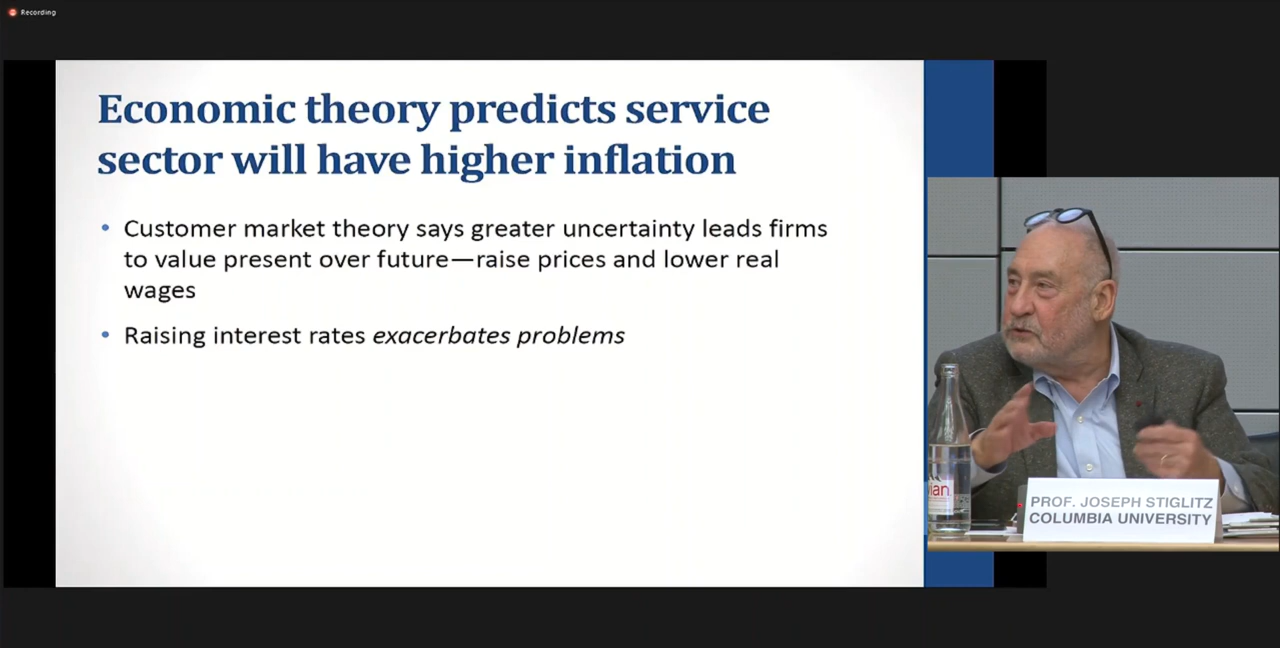 Recording
Economic theory predicts service
sector will have higher inflation
• Customer market theory says greater uncertainty leads firms
to value present over future—raise prices and lower real
wages
• Raising interest rates exacerbates problems
ian
PROF. JOSEPH STIGLITZ
COLUMBIA UNIVERSITY